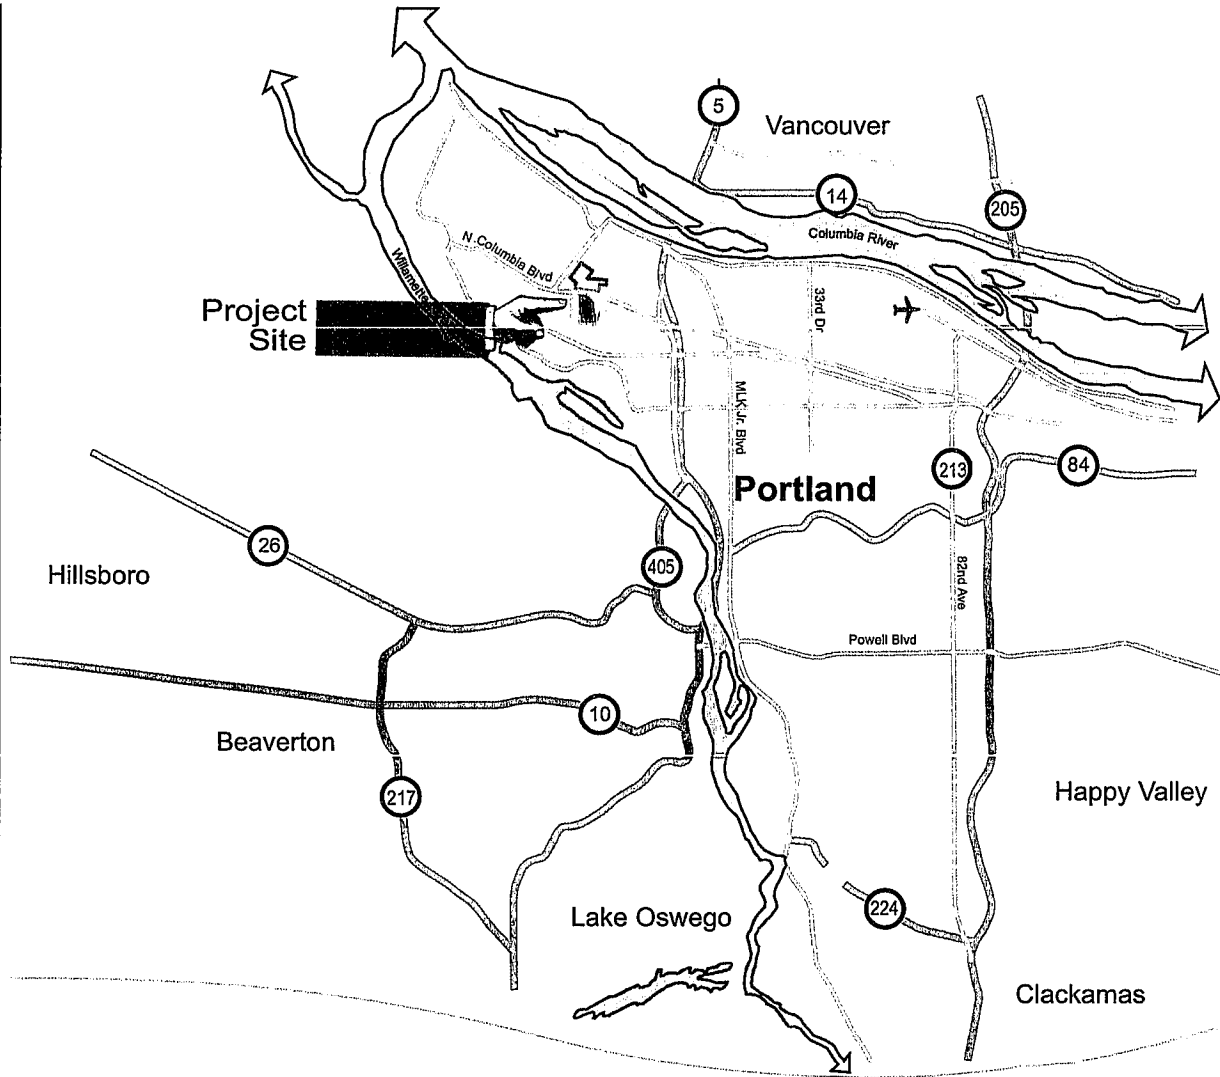 5
Vancouver
14
205
Columbia River
N. Columbia Blvd
Willamette
Project
Site
33rd Dr
MLK Jr. Blvd
213
84
Portland
26
405
Hillsboro
82nd Ave
Powell Blvd
10
Beaverton
217
Happy Valley
224
Lake Oswego
Clackamas